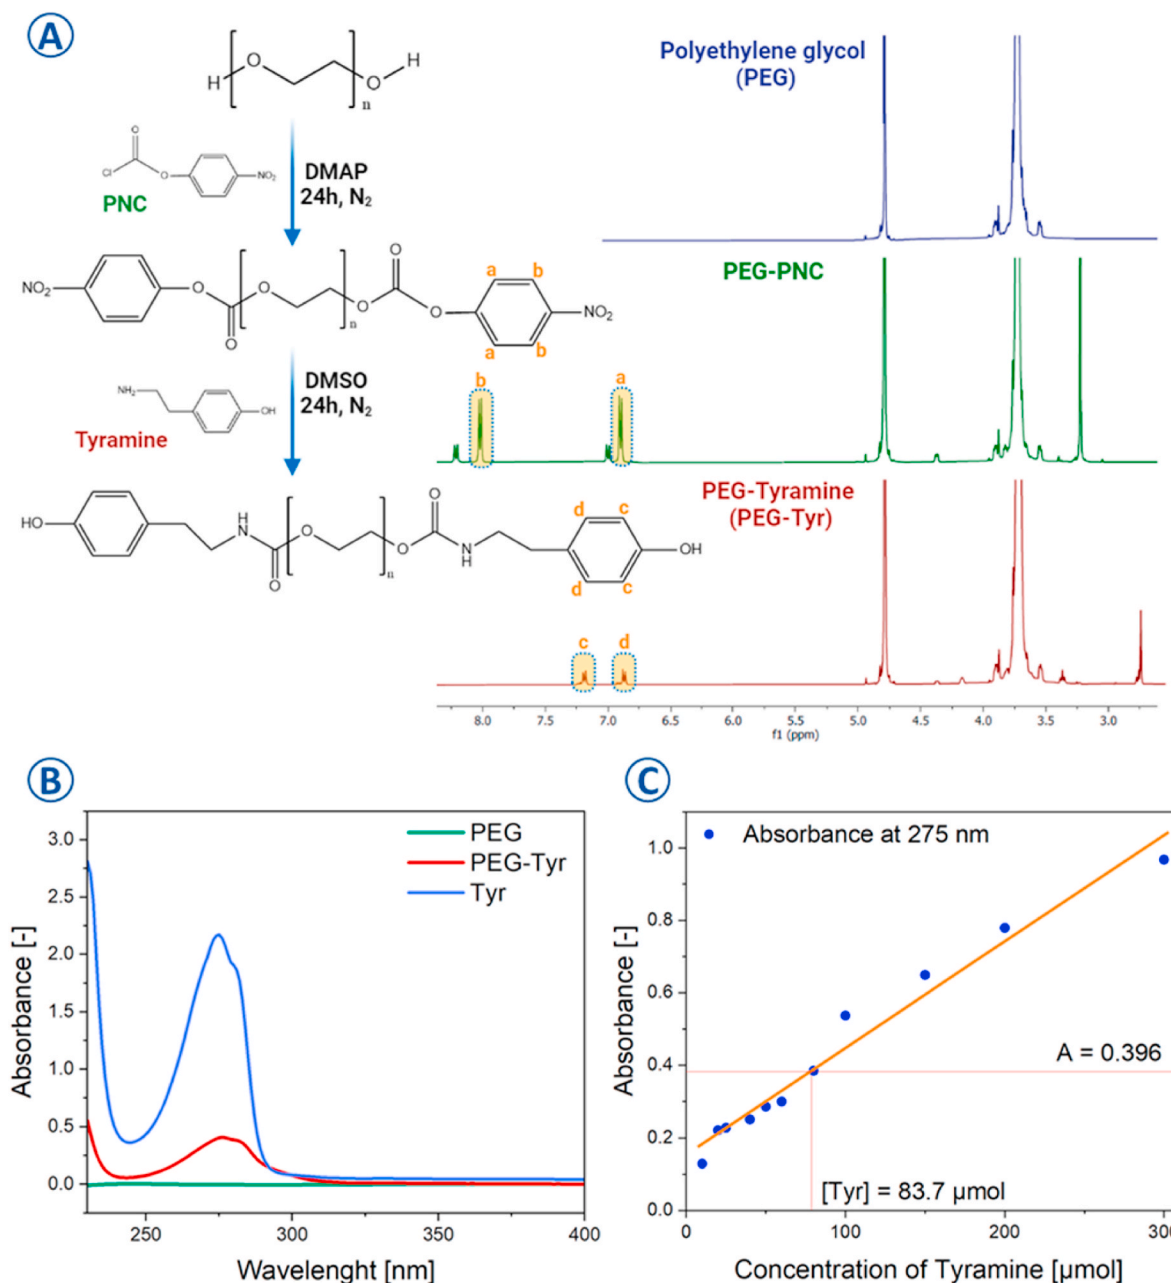 A
H
O
O
H
n
Polyethylene glycol
(PEG)
O
Cl
O
NO₂
PNC
DMAP
24h, N₂
PEG-PNC
NO₂
O
O
O
O
n
O
O
O
NO₂
a
b
a
b
NH₂
OH
Tyramine
DMSO
24h, N₂
b
a
PEG-Tyramine
(PEG-Tyr)
HO
N
H
O
O
n
O
O
N
H
OH
d
c
d
c
c
d
8.0 7.5 7.0 6.5 6.0 5.5 5.0 4.5 4.0 3.5 3.0
f1 (ppm)
B
Absorbance [-]
3.0
2.5
2.0
1.5
1.0
0.5
0.0
PEG
PEG-Tyr
Tyr
250 300 350 400
Wavelenght [nm]
C
Absorbance [-]
1.0
0.8
0.6
0.4
0.2
0.0
Absorbance at 275 nm
A = 0.396
[Tyr] = 83.7 μmol
0 100 200 300
Concentration of Tyramine [μmol]